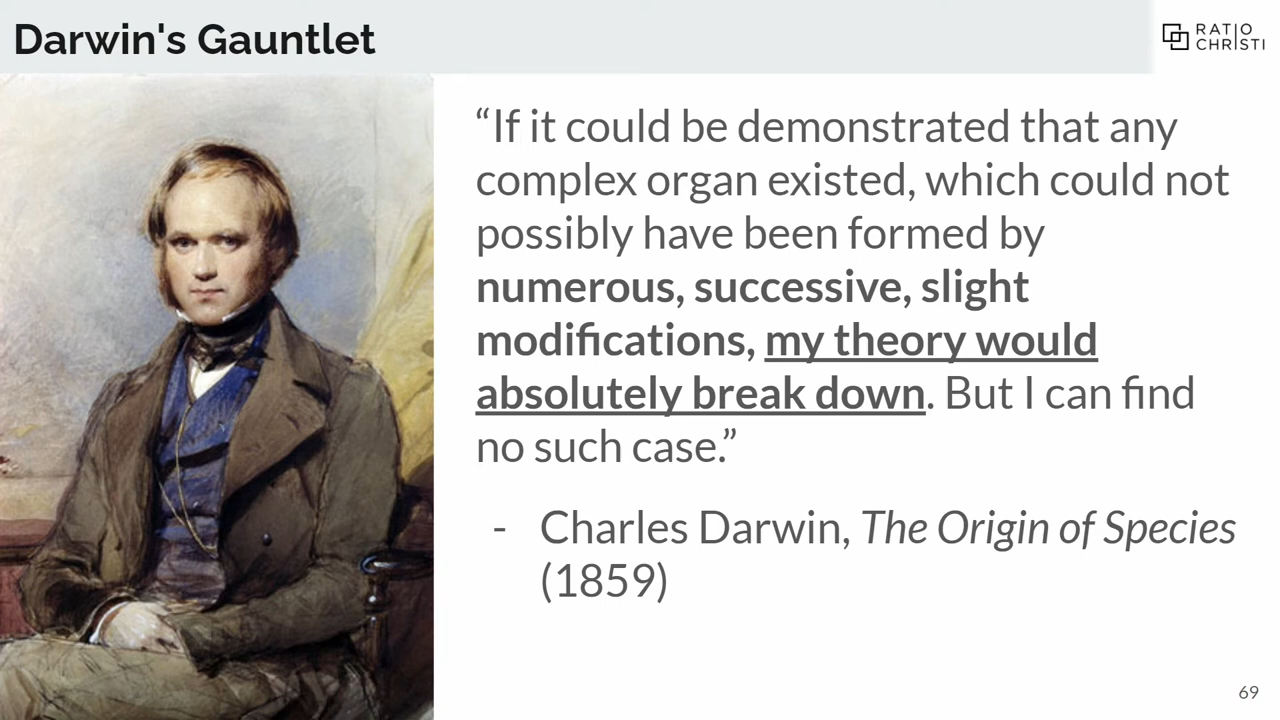 Darwin's Gauntlet
RATIO
CHRISTI
“If it could be demonstrated that any
complex organ existed, which could not
possibly have been formed by
numerous, successive, slight
modifications, my theory would
absolutely break down. But I can find
no such case.”
- Charles Darwin, The Origin of Species
(1859)
69